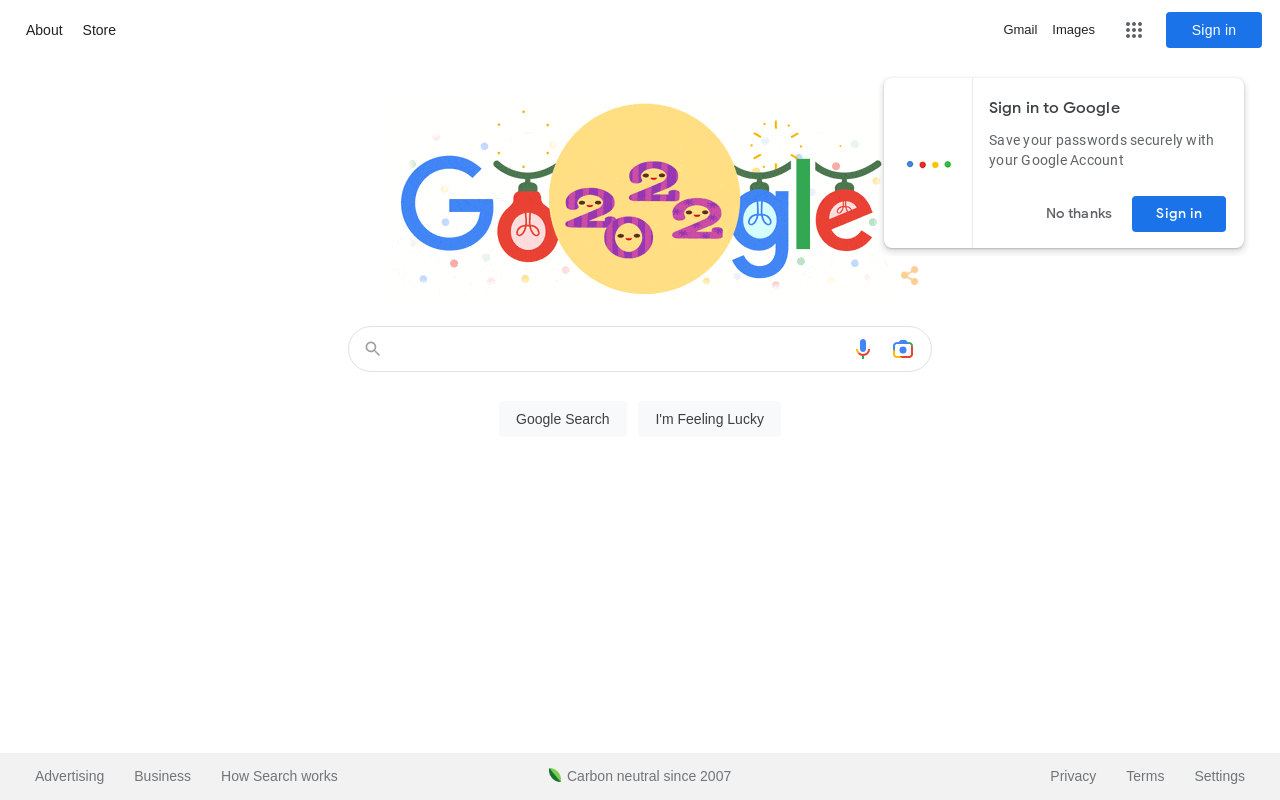 About Store
Gmail Images Sign in
Sign in to Google
Save your passwords securely with
your Google Account
No thanks Sign in
Google
2022
Google Search I'm Feeling Lucky
Advertising Business How Search works
Carbon neutral since 2007
Privacy Terms Settings